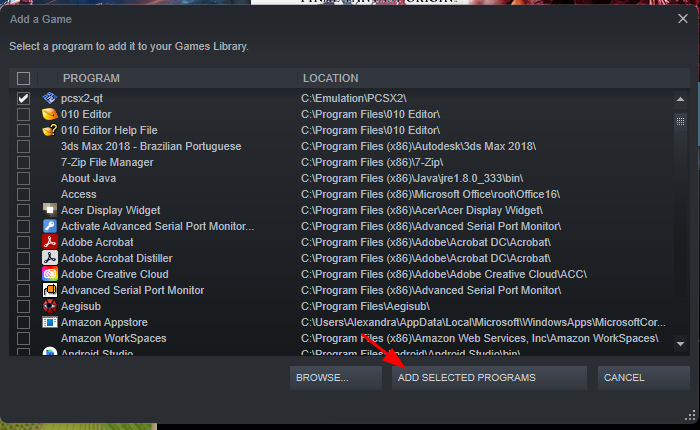 FINAL FANTASY ORIGIN
Add a Game
Select a program to add it to your Games Library.
PROGRAM LOCATION
pcsx2-qt C:\Emulation\PCSX2\
010 Editor C:\Program Files\010 Editor\
010 Editor Help File C:\Program Files\010 Editor\
3ds Max 2018 - Brazilian Portuguese C:\Program Files (x86)\Autodesk\3ds Max 2018\
7-Zip File Manager C:\Program Files (x86)\7-Zip\
About Java C:\Program Files (x86)\Java\jre1.8.0_333\bin\
Access C:\Program Files (x86)\Microsoft Office\root\Office16\
Acer Display Widget C:\Program Files (x86)\Acer\Acer Display Widget\
Activate Advanced Serial Port Monitor... C:\Program Files (x86)\Advanced Serial Port Monitor\
Adobe Acrobat C:\Program Files (x86)\Adobe\Acrobat DC\Acrobat\
Adobe Acrobat Distiller C:\Program Files (x86)\Adobe\Acrobat DC\Acrobat\
Adobe Creative Cloud C:\Program Files (x86)\Adobe\Adobe Creative Cloud\ACC\
Advanced Serial Port Monitor C:\Program Files (x86)\Advanced Serial Port Monitor\
Aegisub C:\Program Files\Aegisub\
Amazon Appstore C:\Users\Alexandra\AppData\Local\Microsoft\WindowsApps\MicrosoftCor...
Amazon WorkSpaces C:\Program Files (x86)\Amazon Web Services, Inc\Amazon WorkSpaces\
Android Studio C:\Program Files\Android\Android Studio\bin\
BROWSE... ADD SELECTED PROGRAMS CANCEL